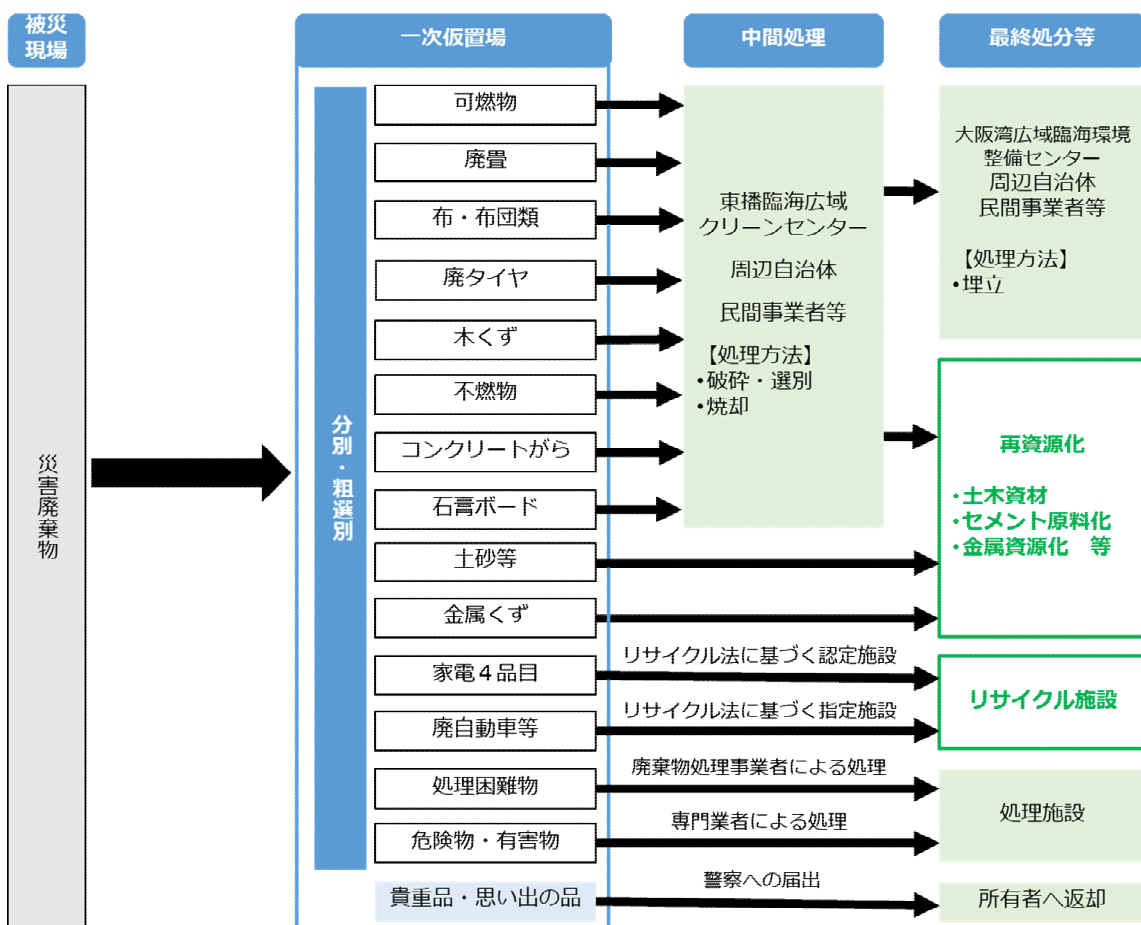 被災
現場
一次仮置場
中間処理
最終処分等
災害廃棄物
分別・粗選別
可燃物
廃畳
布・布団類
廃タイヤ
木くず
不燃物
コンクリートがら
石膏ボード
土砂等
金属くず
家電４品目
廃自動車等
処理困難物
危険物・有害物
貴重品・思い出の品
東播臨海広域
クリーンセンター
周辺自治体
民間事業者等
【処理方法】
・破砕・選別
・焼却
リサイクル法に基づく認定施設
リサイクル法に基づく指定施設
廃棄物処理事業者による処理
専門業者による処理
警察への届出
大阪湾広域臨海環境
整備センター
周辺自治体
民間事業者等
【処理方法】
・埋立
再資源化
・土木資材
・セメント原料化
・金属資源化　等
リサイクル施設
処理施設
所有者へ返却